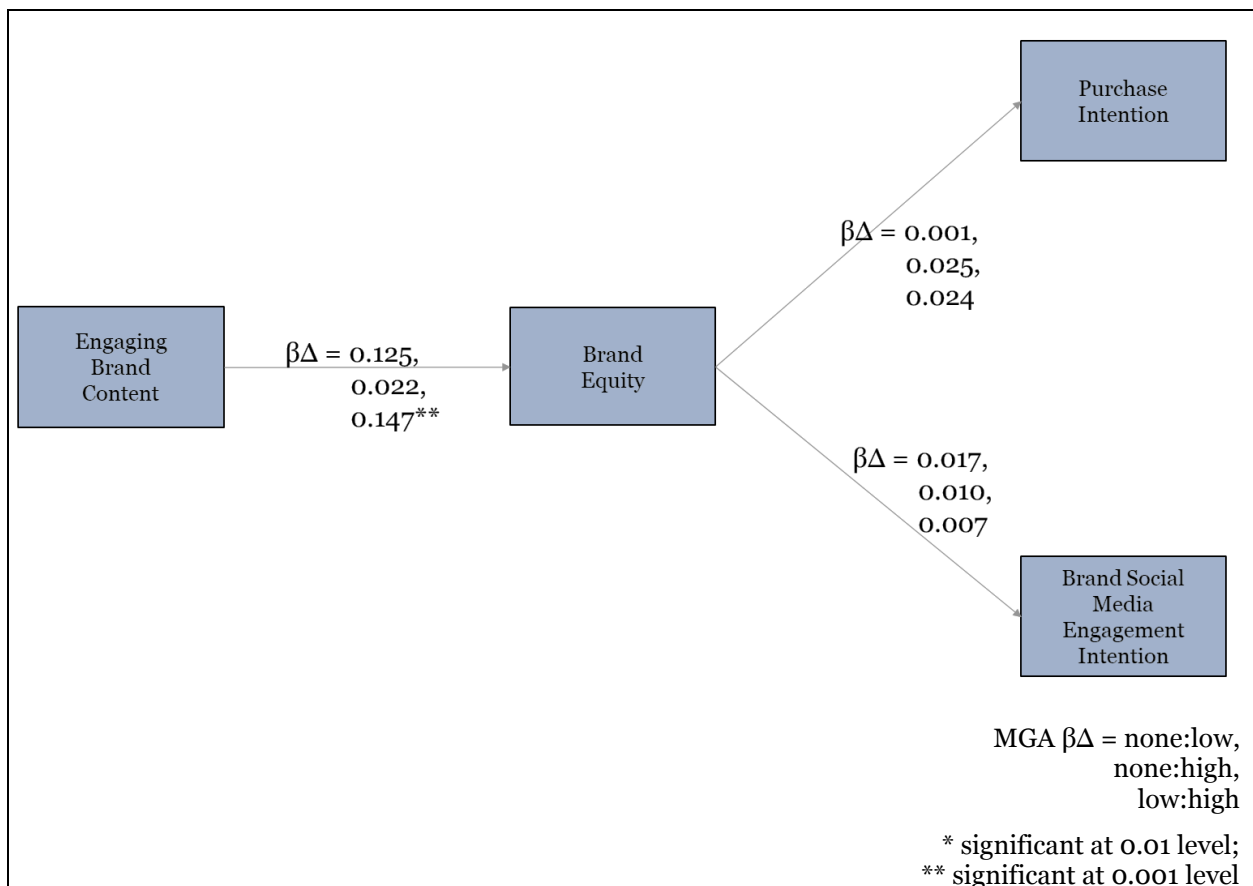 Purchase
Intention
βΔ = 0.001,
0.025,
0.024
Engaging
Brand
Content
βΔ = 0.125,
0.022,
0.147**
Brand
Equity
βΔ = 0.017,
0.010,
0.007
Brand Social
Media
Engagement
Intention
MGA βΔ = none:low,
none:high,
low:high
* significant at 0.01 level;
** significant at 0.001 level